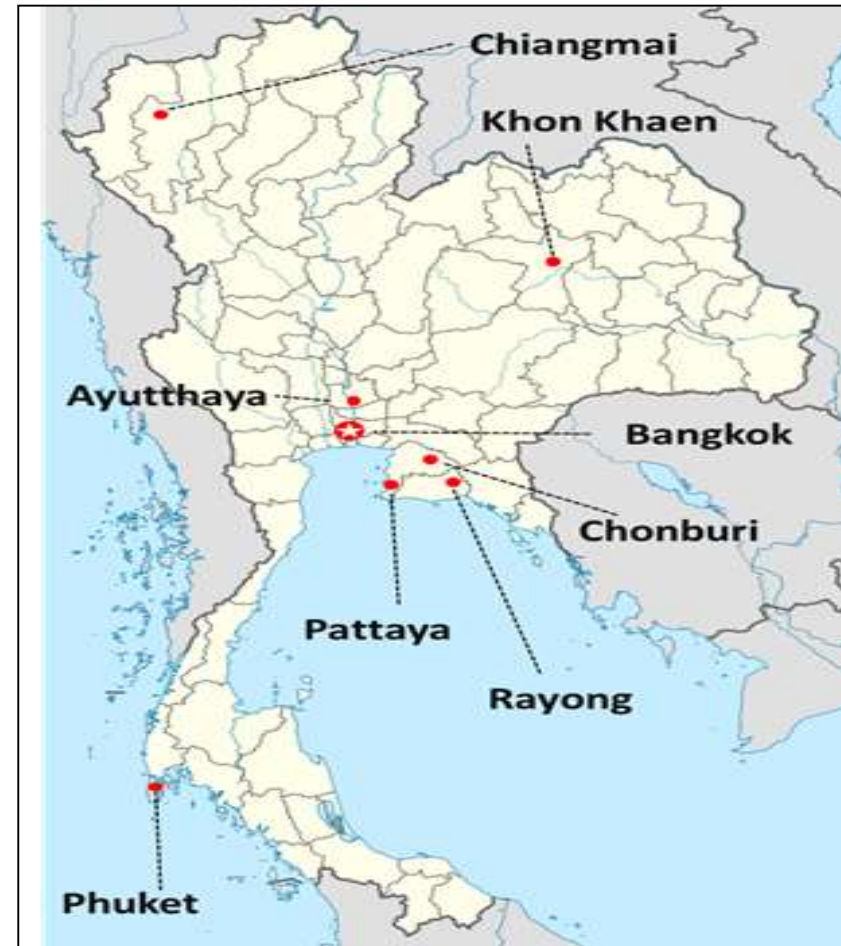 Chiangmai
Khon Khaen
Ayutthaya
Bangkok
Chonburi
Pattaya
Rayong
Phuket